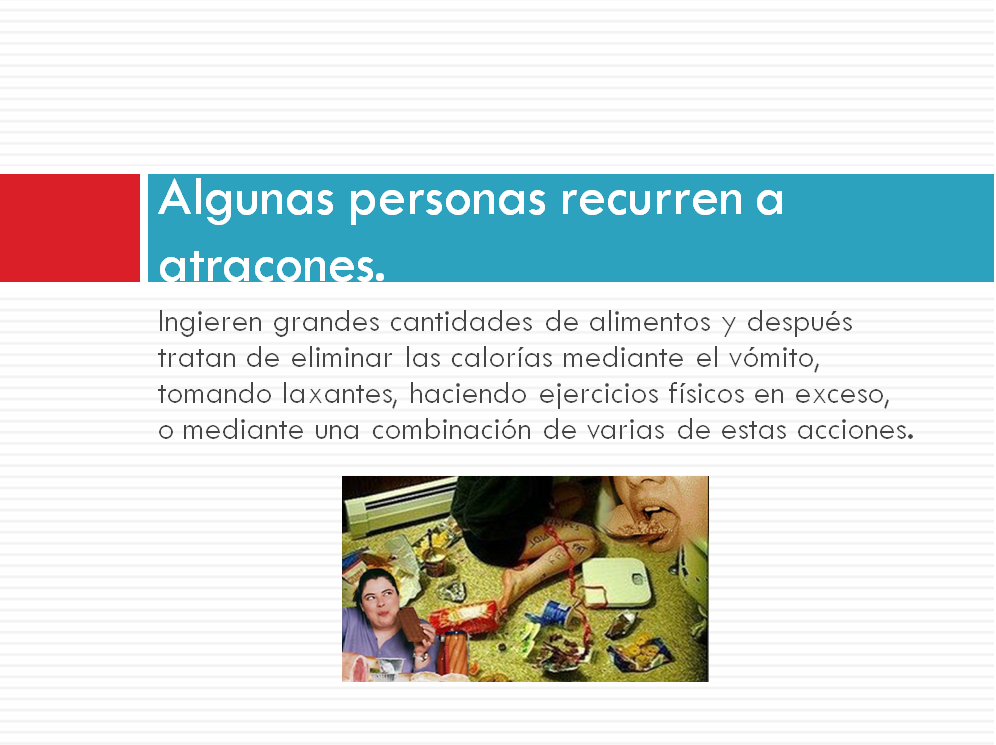 Algunas personas recurren a
atracones.
Ingieren grandes cantidades de alimentos y después
tratan de eliminar las calorías mediante el vómito,
tomando laxantes, haciendo ejercicios físicos en exceso,
o mediante una combinación de varias de estas acciones.